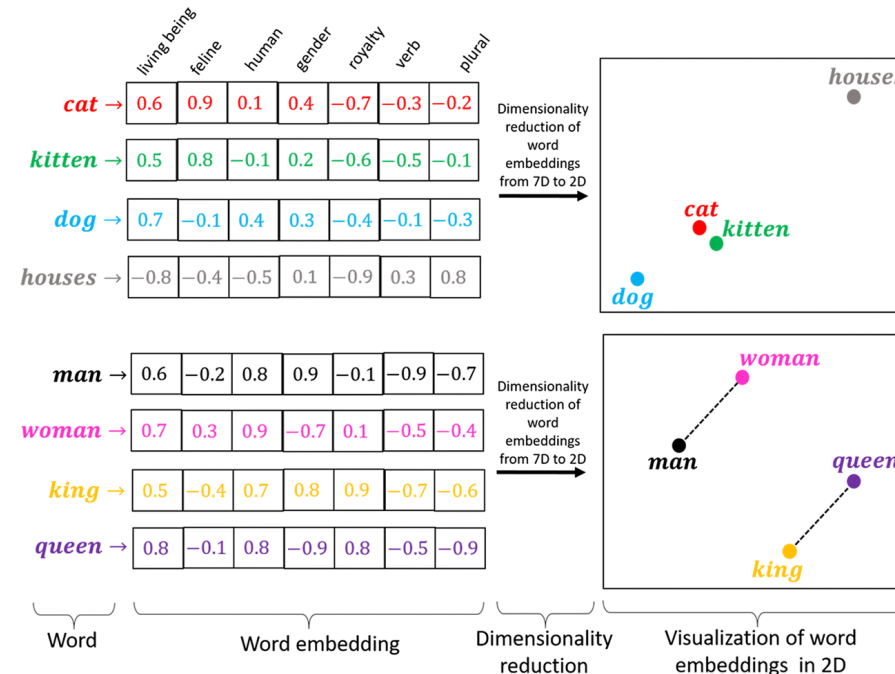 living being feline human gender royalty verb plural
cat → 0.6 0.9 0.1 0.4 −0.7 −0.3 −0.2
kitten → 0.5 0.8 −0.1 0.2 −0.6 −0.5 −0.1
dog → 0.7 −0.1 0.4 0.3 −0.4 −0.1 −0.3
houses → −0.8 −0.4 −0.5 0.1 −0.9 0.3 0.8
Dimensionality
reduction of
word
embeddings
from 7D to 2D
house
cat
kitten
dog
man → 0.6 −0.2 0.8 0.9 −0.1 −0.9 −0.7
woman → 0.7 0.3 0.9 −0.7 0.1 −0.5 −0.4
king → 0.5 −0.4 0.7 0.8 0.9 −0.7 −0.6
queen → 0.8 −0.1 0.8 −0.9 0.8 −0.5 −0.9
Dimensionality
reduction of
word
embeddings
from 7D to 2D
woman
man
queen
king
Word
Word embedding
Dimensionality
reduction
Visualization of word
embeddings in 2D